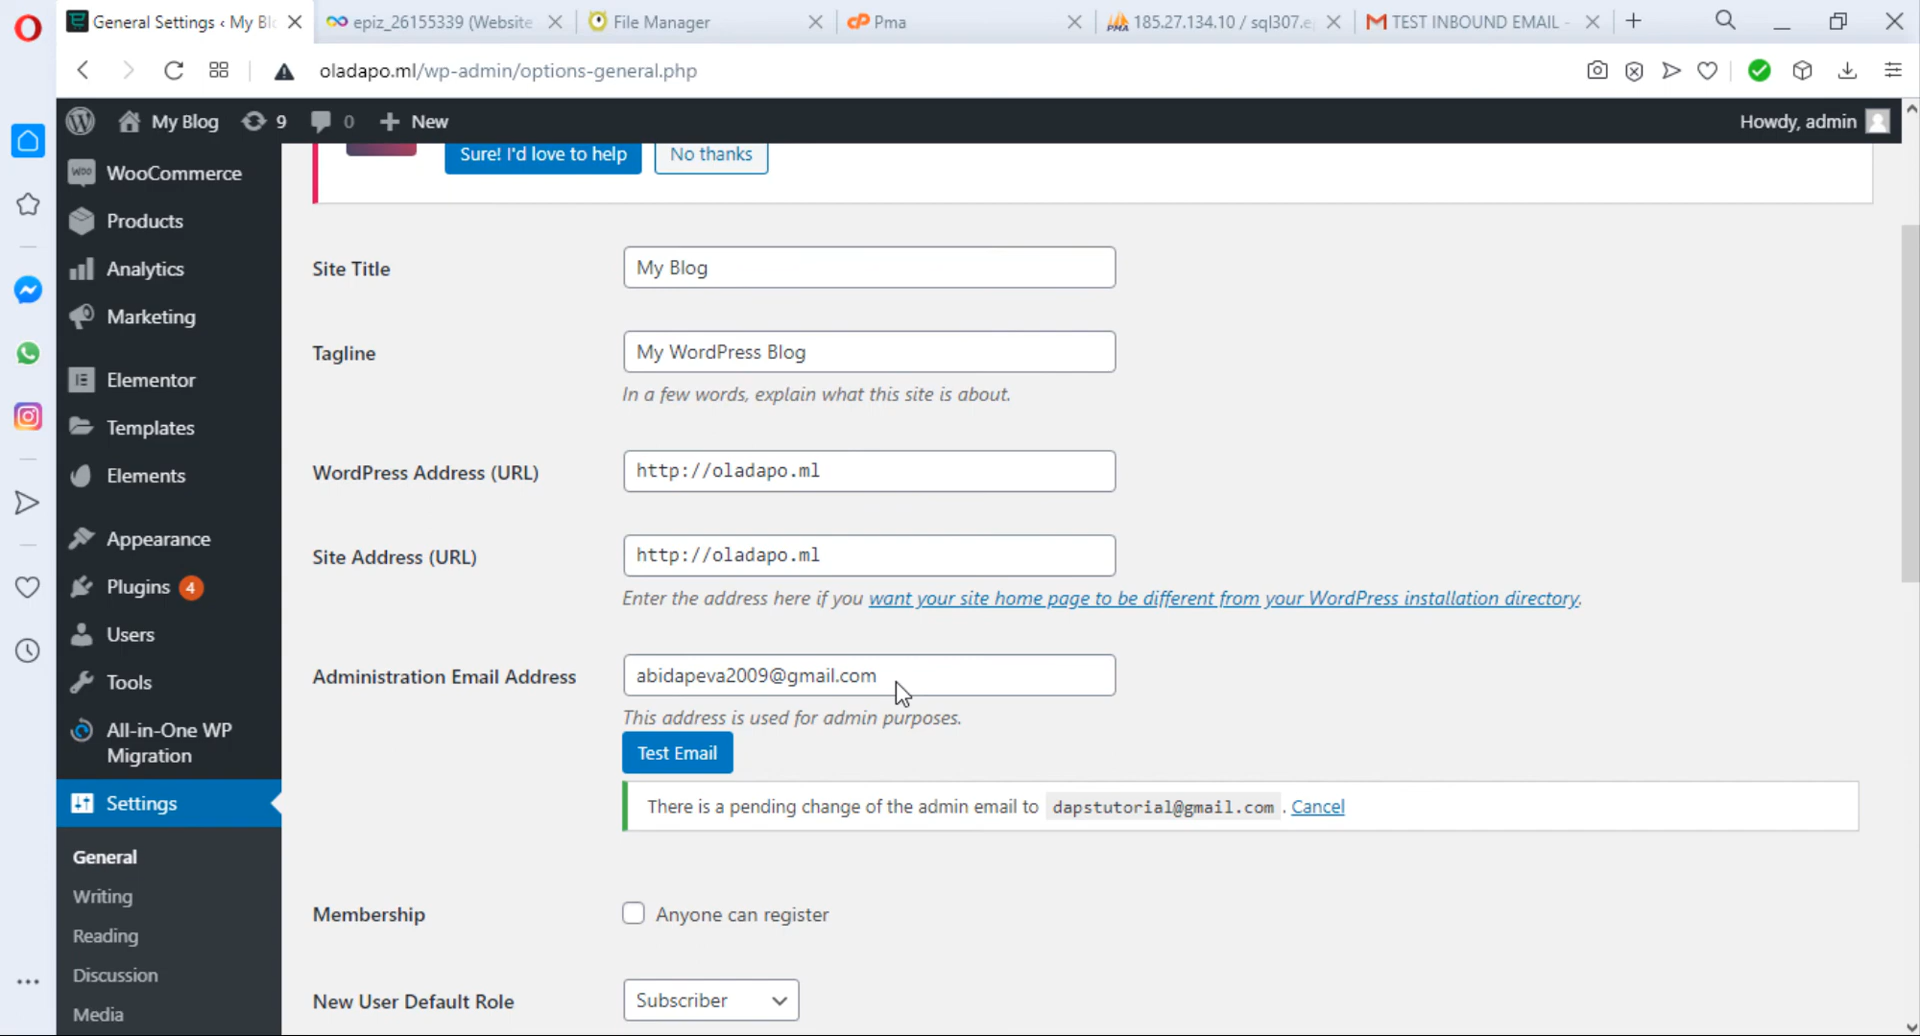 General Settings ‹ My Blo
epiz_26155339 (Website
File Manager
cP Pma
PMA 185.27.134.10 / sql307.e
TEST INBOUND EMAIL -
oladapo.ml/wp-admin/options-general.php
My Blog
9
0
New
Howdy, admin
Woo WooCommerce
Products
Analytics
Marketing
Elementor
Templates
Elements
Appearance
Plugins 4
Users
Tools
All-in-One WP
Migration
Settings
General
Writing
Reading
Discussion
Media
Sure! I'd love to help
No thanks
Site Title
My Blog
Tagline
My WordPress Blog
In a few words, explain what this site is about.
WordPress Address (URL)
http://oladapo.ml
Site Address (URL)
http://oladapo.ml
Enter the address here if you want your site home page to be different from your WordPress installation directory.
Administration Email Address
abidapeva2009@gmail.com
This address is used for admin purposes.
Test Email
There is a pending change of the admin email to dapstutorial@gmail.com . Cancel
Membership
Anyone can register
New User Default Role
Subscriber